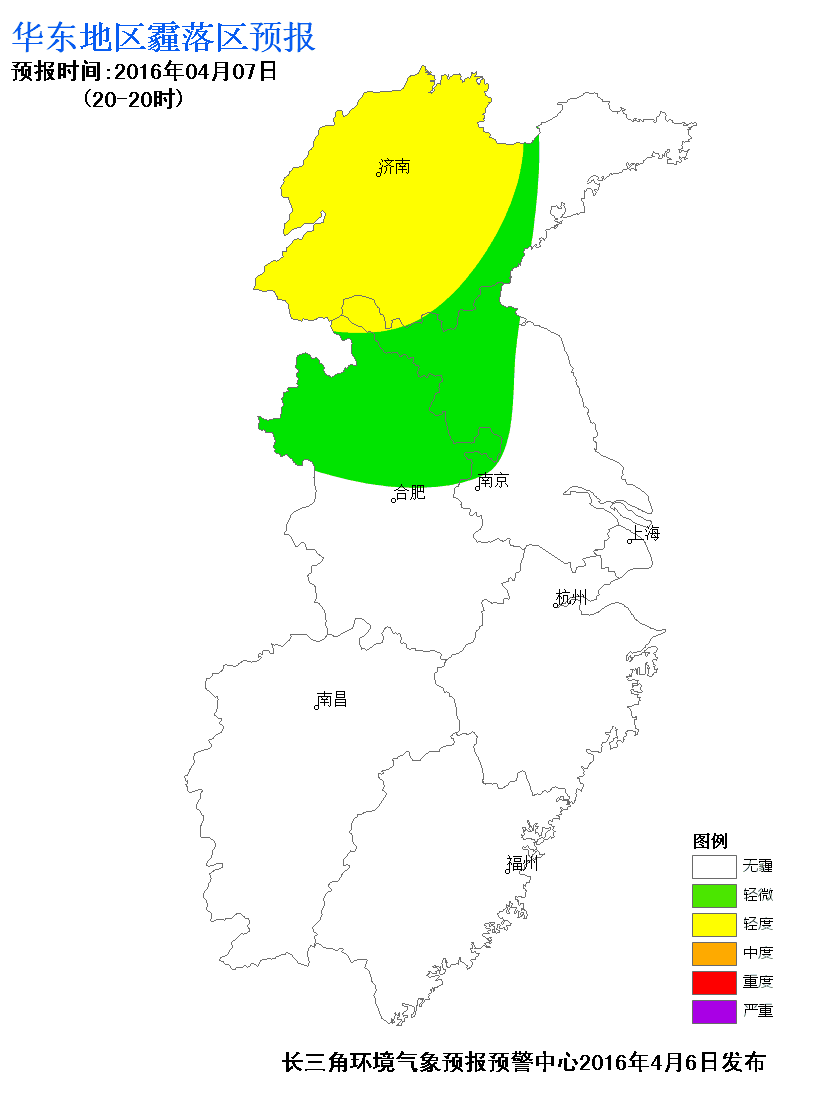 华东地区霾落区预报
预报时间:2016年04月07日
(20-20时)
济南
合肥
南京
上海
杭州
南昌
福州
图例
无霾
轻微
轻度
中度
重度
严重
长三角环境气象预报预警中心2016年4月6日发布